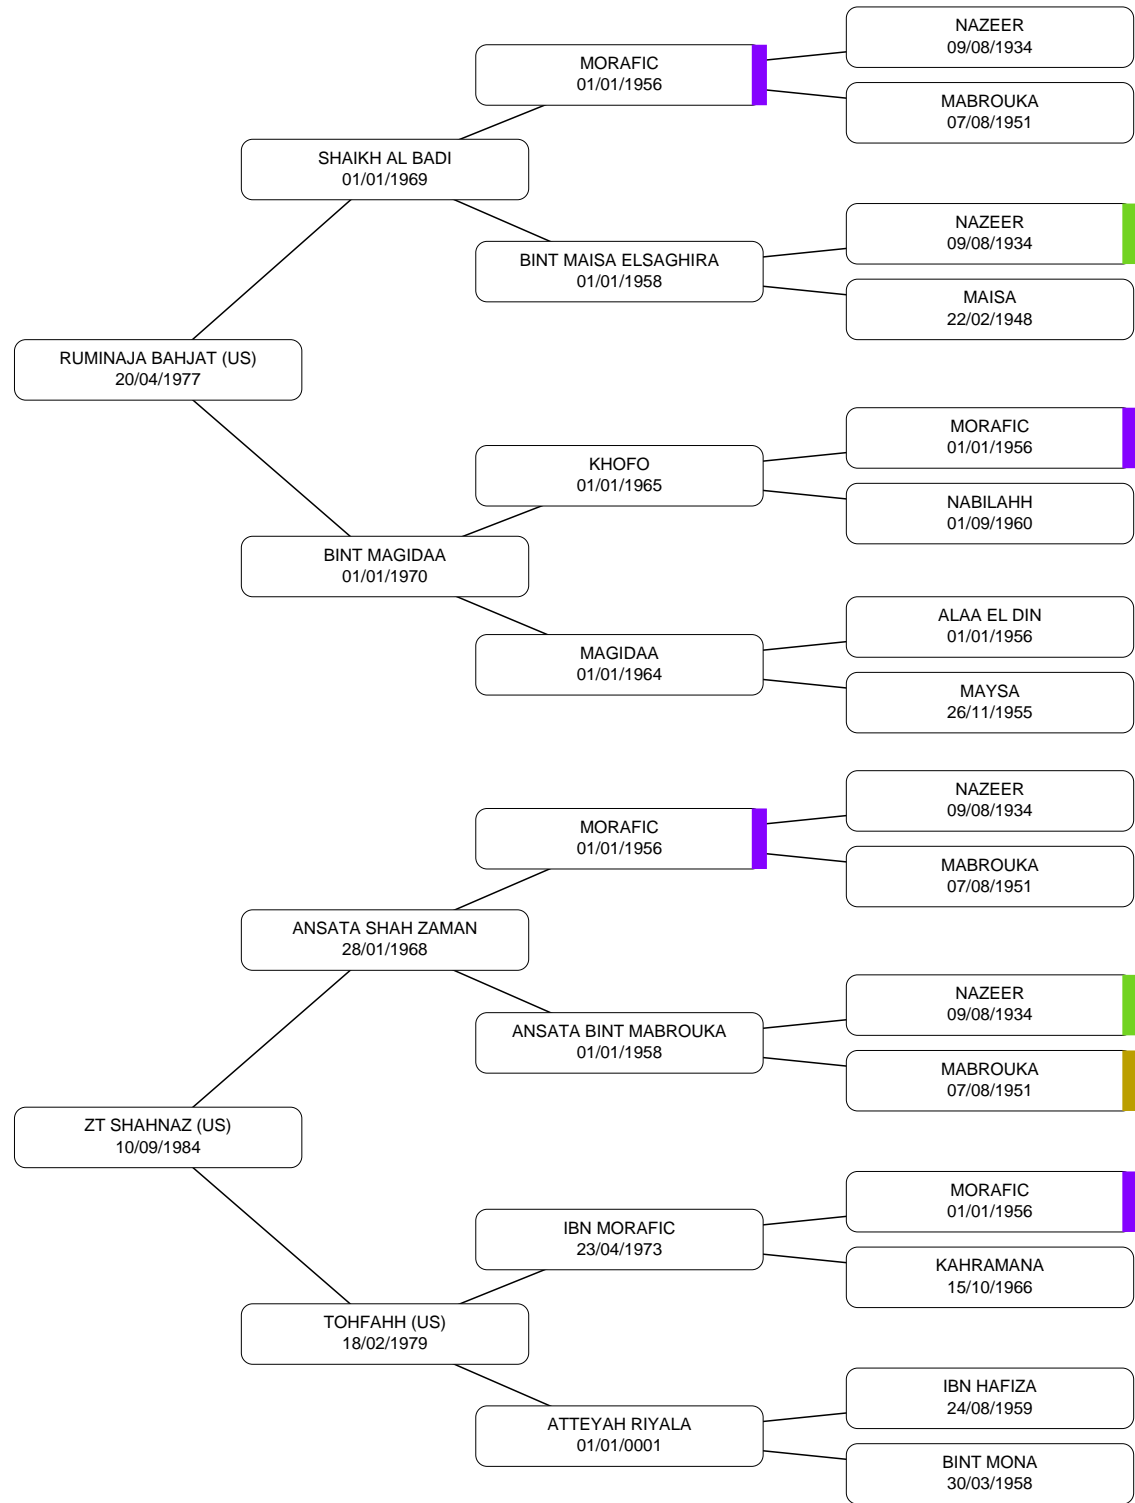 NAZEER
09/08/1934
MORAFIC
01/01/1956
MABROUKA
07/08/1951
SHAIKH AL BADI
01/01/1969
NAZEER
09/08/1934
BINT MAISA ELSAGHIRA
01/01/1958
MAISA
22/02/1948
RUMINAJA BAHJAT (US)
20/04/1977
MORAFIC
01/01/1956
KHOFO
01/01/1965
NABILAHH
01/09/1960
BINT MAGIDAA
01/01/1970
ALAA EL DIN
01/01/1956
MAGIDAA
01/01/1964
MAYSA
26/11/1955
NAZEER
09/08/1934
MORAFIC
01/01/1956
MABROUKA
07/08/1951
ANSATA SHAH ZAMAN
28/01/1968
NAZEER
09/08/1934
ANSATA BINT MABROUKA
01/01/1958
MABROUKA
07/08/1951
ZT SHAHNAZ (US)
10/09/1984
MORAFIC
01/01/1956
IBN MORAFIC
23/04/1973
KAHRAMANA
15/10/1966
TOHFAHH (US)
18/02/1979
IBN HAFIZA
24/08/1959
ATTEYAH RIYALA
01/01/0001
BINT MONA
30/03/1958